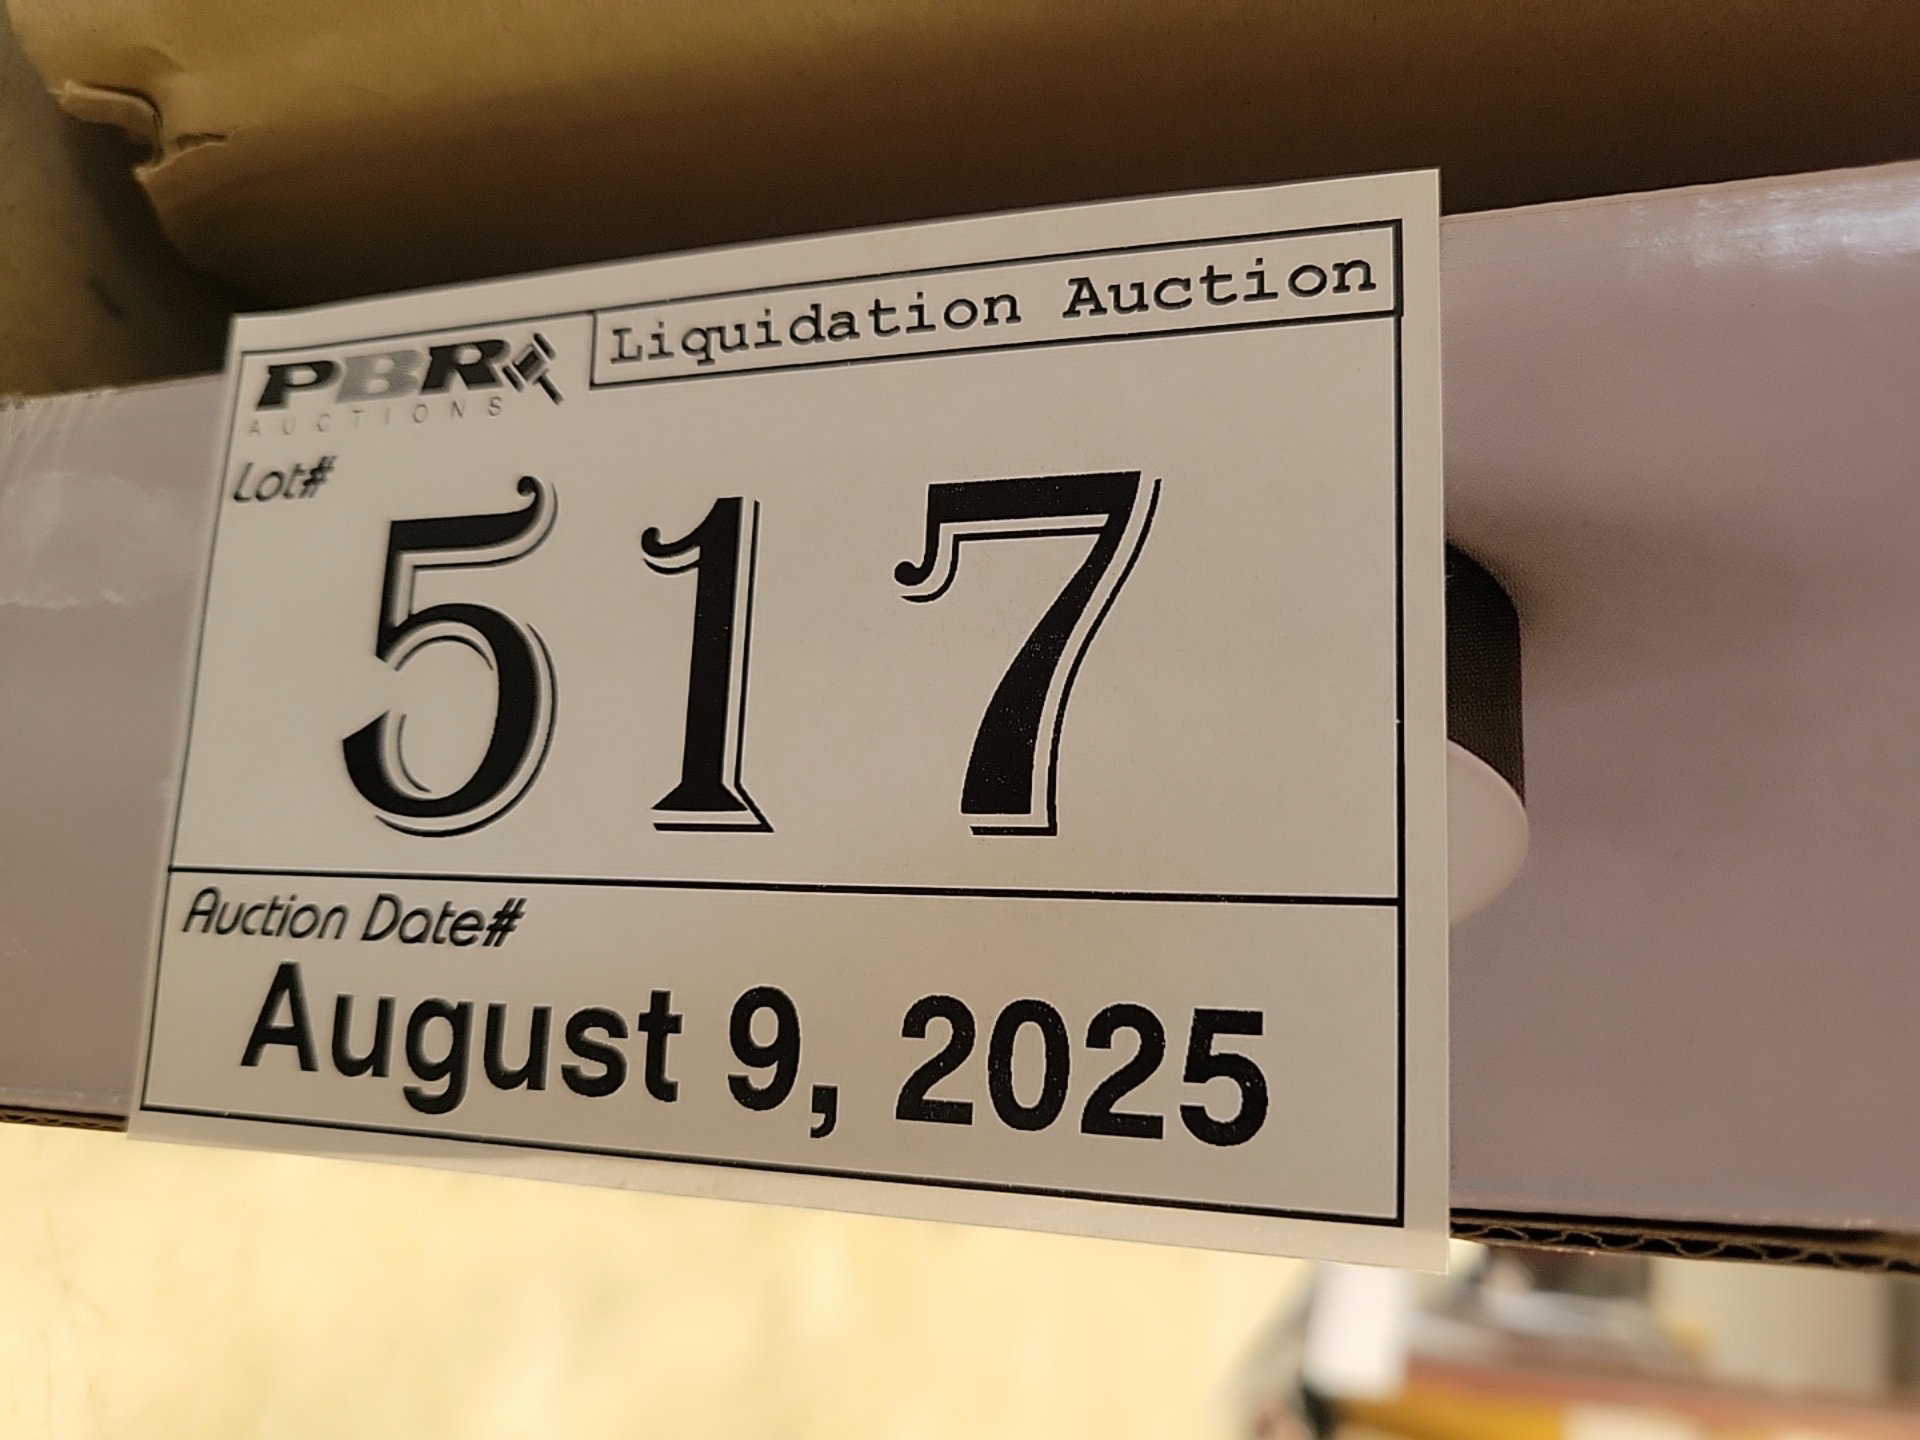 PBR
AUCTIONS
Liquidation Auction
Lot#
517
Auction Date#
August 9, 2025